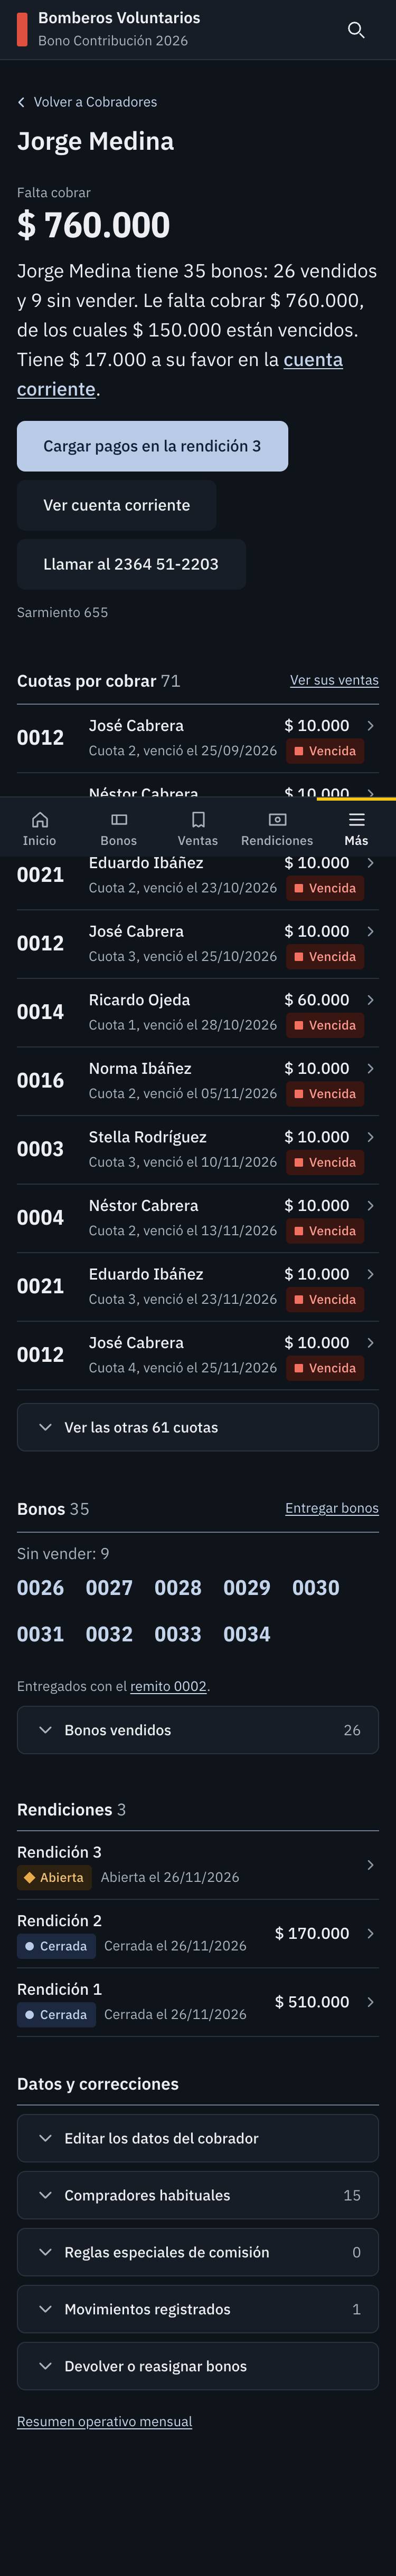 Bomberos Voluntarios
Bono Contribución 2026
Volver a Cobradores
Jorge Medina
Falta cobrar
$ 760.000
Jorge Medina tiene 35 bonos: 26 vendidos
y 9 sin vender. Le falta cobrar $ 760.000,
de los cuales $ 150.000 están vencidos.
Tiene $ 17.000 a su favor en la cuenta
corriente.
Cargar pagos en la rendición 3
Ver cuenta corriente
Llamar al 2364 51-2203
Sarmiento 655
Cuotas por cobrar 71 Ver sus ventas
0012 José Cabrera $ 10.000
Cuota 2, venció el 25/09/2026 Vencida
Néstor Cabrera $ 10.000
Inicio Bonos Ventas Rendiciones Más
0021 Eduardo Ibáñez $ 10.000
Cuota 2, venció el 23/10/2026 Vencida
0012 José Cabrera $ 10.000
Cuota 3, venció el 25/10/2026 Vencida
0014 Ricardo Ojeda $ 60.000
Cuota 1, venció el 28/10/2026 Vencida
0016 Norma Ibáñez $ 10.000
Cuota 2, venció el 05/11/2026 Vencida
0003 Stella Rodríguez $ 10.000
Cuota 3, venció el 10/11/2026 Vencida
0004 Néstor Cabrera $ 10.000
Cuota 2, venció el 13/11/2026 Vencida
0021 Eduardo Ibáñez $ 10.000
Cuota 3, venció el 23/11/2026 Vencida
0012 José Cabrera $ 10.000
Cuota 4, venció el 25/11/2026 Vencida
Ver las otras 61 cuotas
Bonos 35 Entregar bonos
Sin vender: 9
0026 0027 0028 0029 0030
0031 0032 0033 0034
Entregados con el remito 0002.
Bonos vendidos 26
Rendiciones 3
Rendición 3
Abierta Abierta el 26/11/2026
Rendición 2 $ 170.000
Cerrada Cerrada el 26/11/2026
Rendición 1 $ 510.000
Cerrada Cerrada el 26/11/2026
Datos y correcciones
Editar los datos del cobrador
Compradores habituales 15
Reglas especiales de comisión 0
Movimientos registrados 1
Devolver o reasignar bonos
Resumen operativo mensual